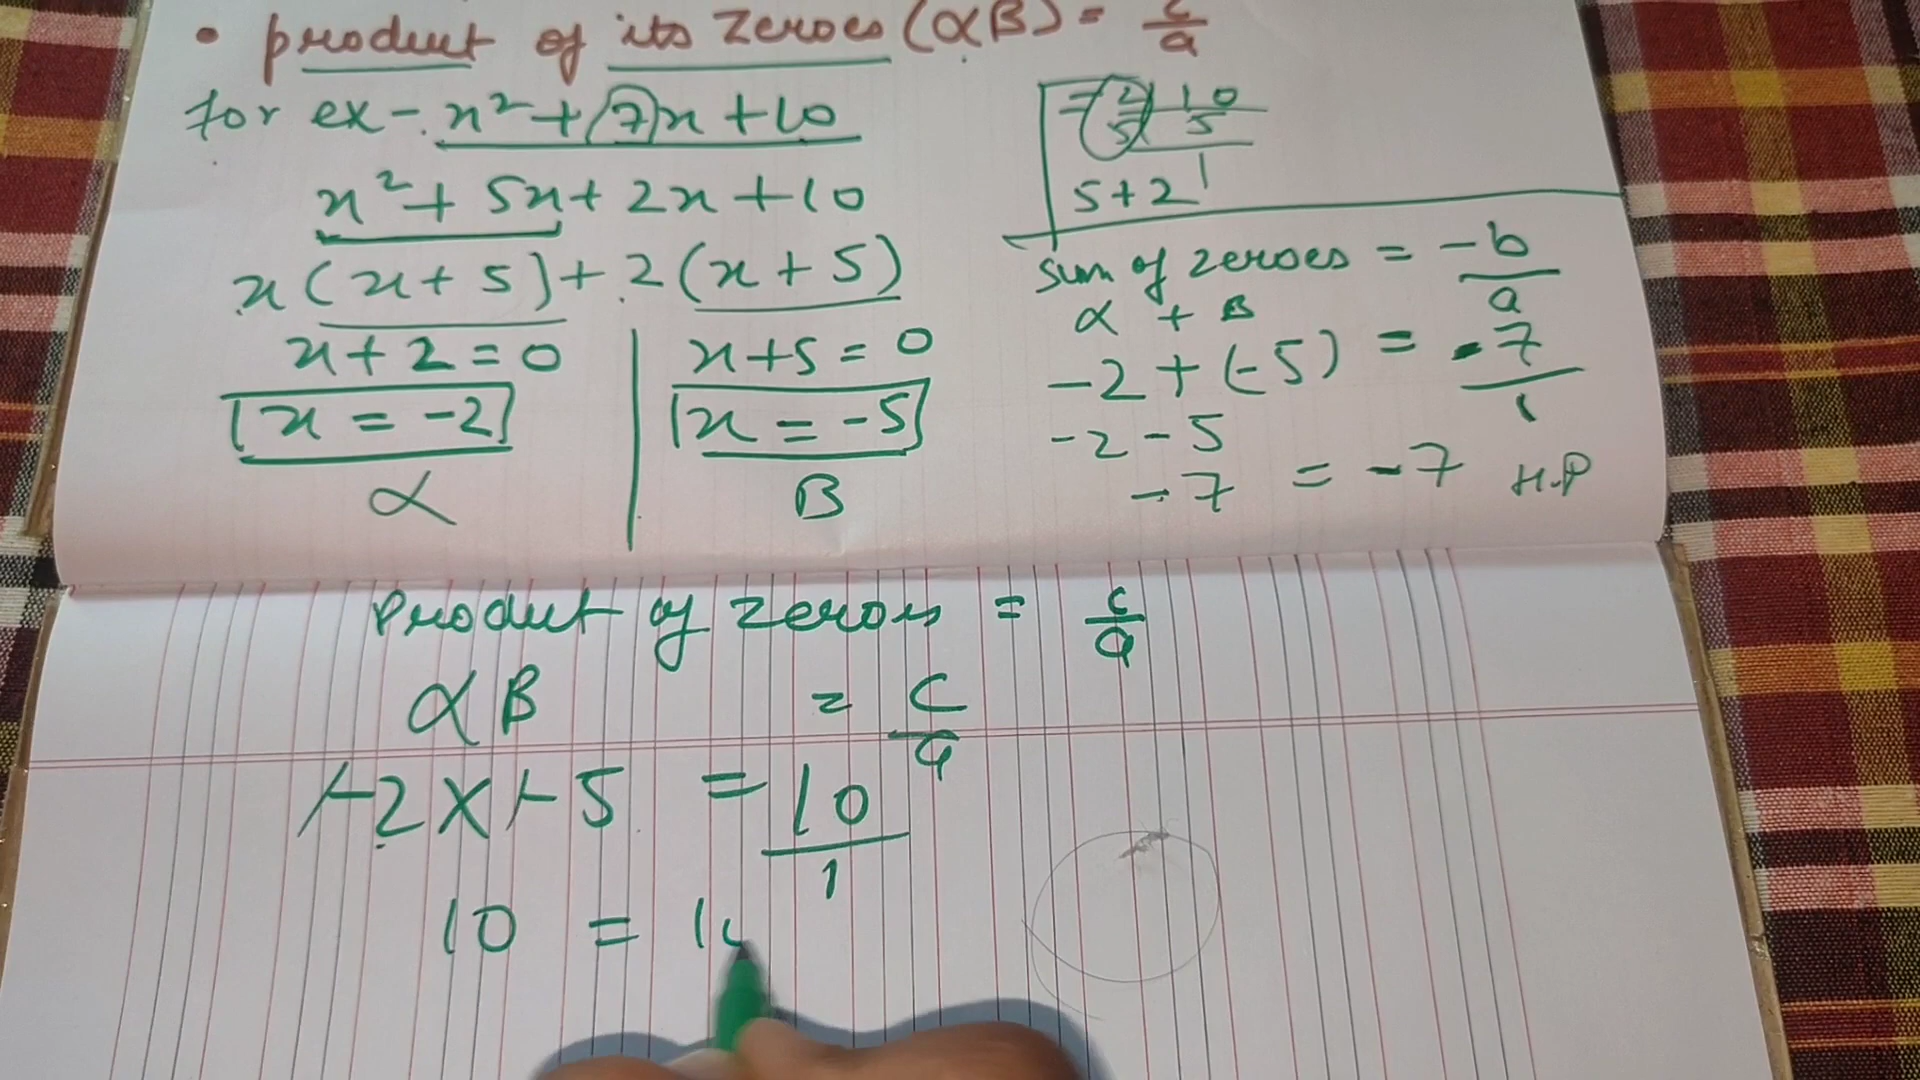 • product of its zeroes (αβ) = c/a
for ex - x² + 7x + 10
x² + 5x + 2x + 10
x(x + 5) + 2(x + 5)
x + 2 = 0
x = -2
α
x + 5 = 0
x = -5
β
= 2 10
5 5
1
5 + 2
sum of zeroes = -b/a
α + β
-2 + (-5) = -7/1
-2 - 5
-7 = -7 H.P
Product of zeroes = c/a
αβ = c/a
-2 x -5 = 10/1
10 = 10